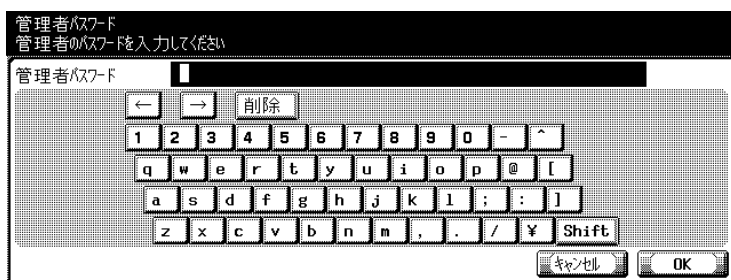 管理者パスワード
管理者のパスワードを入力してください
管理者パスワード
← → 削除
1 2 3 4 5 6 7 8 9 0 - ^
q w e r t y u i o p @ [
a s d f g h j k l ; : ]
z x c v b n m , . / ¥ Shift
キャンセル OK